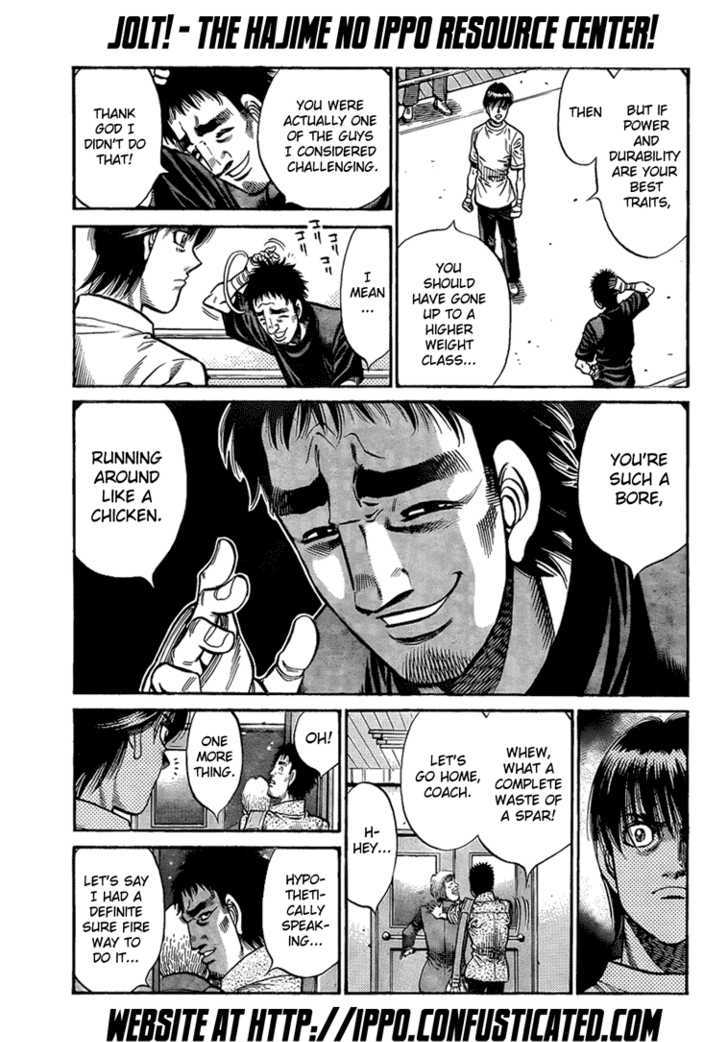 JOLT! - THE HAJIME NO IPPO RESOURCE CENTER!
BUT IF
POWER
AND
DURABILITY
ARE YOUR
BEST
TRAITS,
THEN
YOU
SHOULD
HAVE GONE
UP TO A
HIGHER
WEIGHT
CLASS...
YOU WERE
ACTUALLY ONE
OF THE GUYS
I CONSIDERED
CHALLENGING.
THANK
GOD I
DIDN'T DO
THAT!
I
MEAN
...
YOU'RE
SUCH A
BORE,
RUNNING
AROUND
LIKE A
CHICKEN.
WHEW,
WHAT A
COMPLETE
WASTE OF
A SPAR!
LET'S
GO HOME,
COACH.
H-
HEY...
OH!
ONE
MORE
THING.
HYPO-
THETI-
CALLY
SPEAK-
ING...
LET'S SAY
I HAD A
DEFINITE
SURE FIRE
WAY TO
DO IT...
WEBSITE AT HTTP://IPPO.CONFUSTICATED.COM